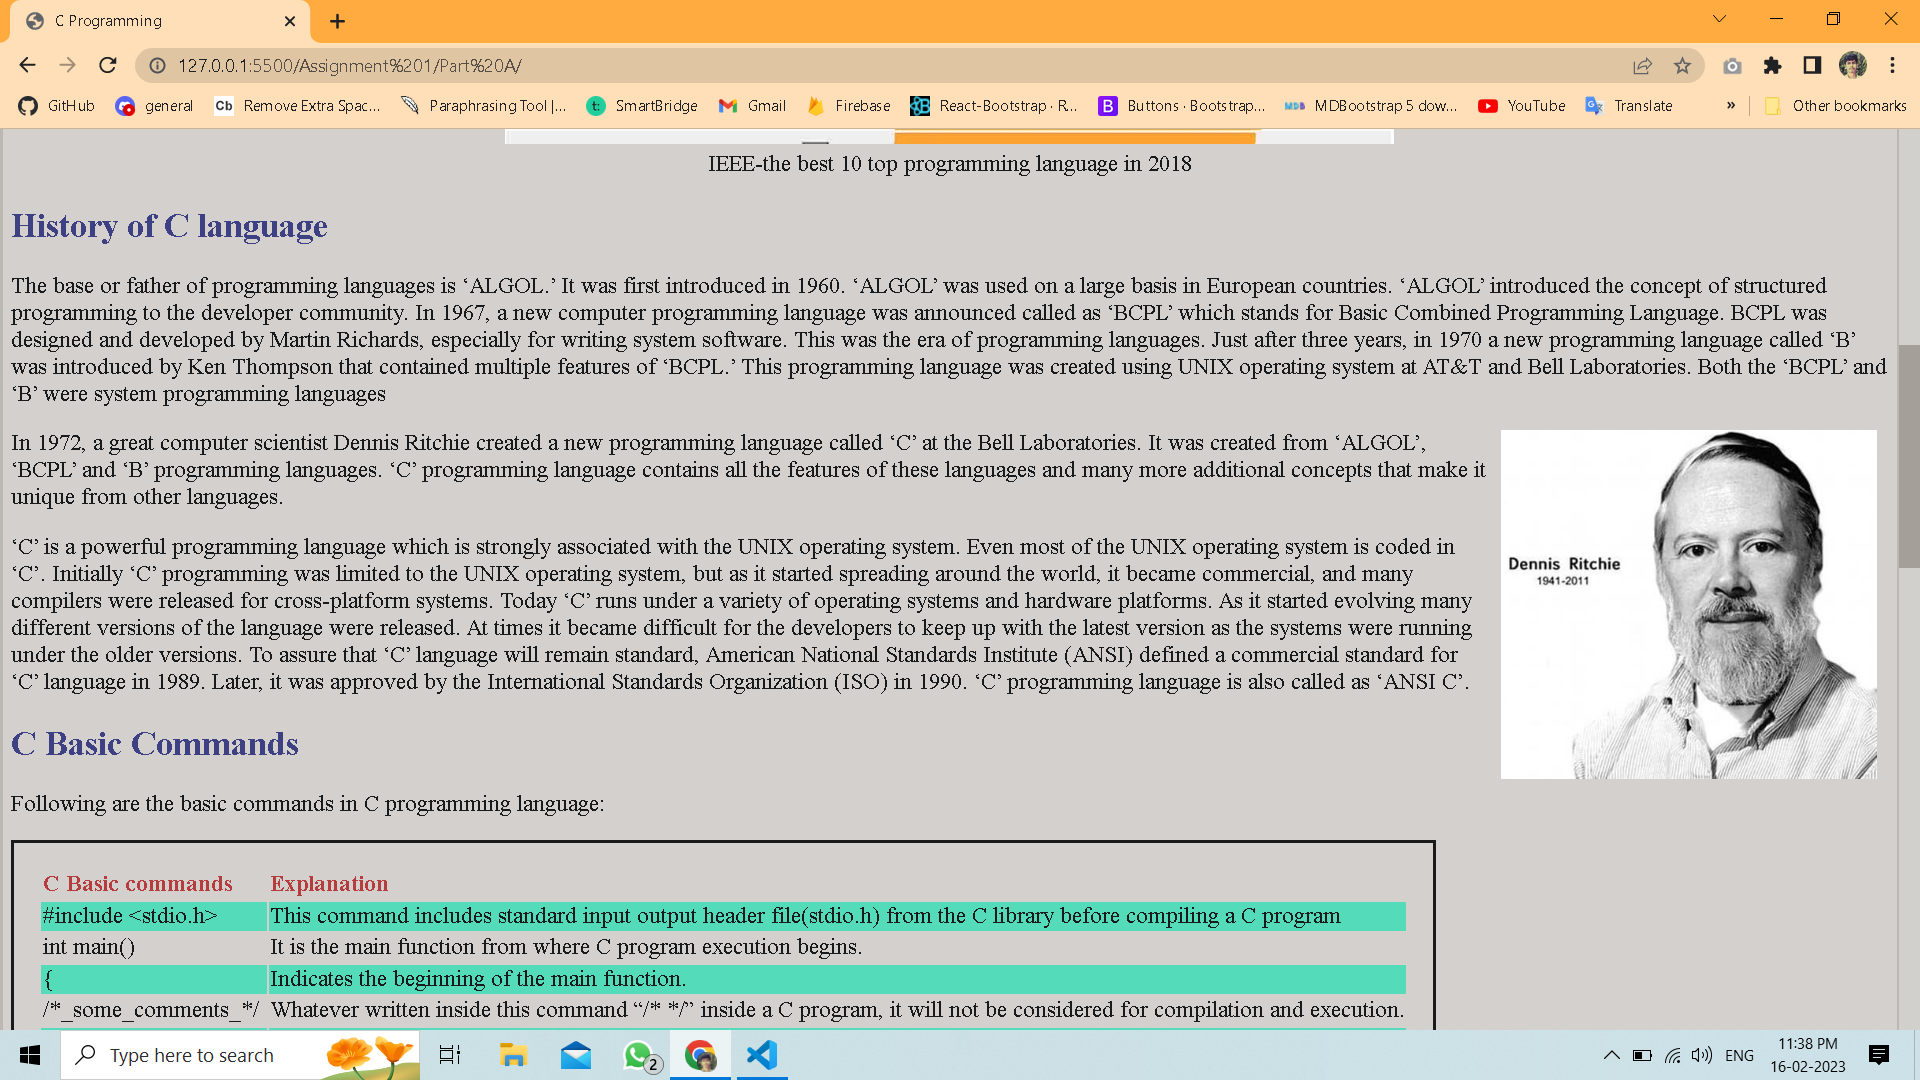 C Programming
127.0.0.1:5500/Assignment%201/Part%20A/
GitHub general Cb Remove Extra Spac... Paraphrasing Tool |... t: SmartBridge Gmail Firebase React-Bootstrap · R... B Buttons · Bootstrap... MDB MDBootstrap 5 dow... YouTube Translate » Other bookmarks
IEEE-the best 10 top programming language in 2018
History of C language
The base or father of programming languages is ‘ALGOL.’ It was first introduced in 1960. ‘ALGOL’ was used on a large basis in European countries. ‘ALGOL’ introduced the concept of structured
programming to the developer community. In 1967, a new computer programming language was announced called as ‘BCPL’ which stands for Basic Combined Programming Language. BCPL was
designed and developed by Martin Richards, especially for writing system software. This was the era of programming languages. Just after three years, in 1970 a new programming language called ‘B’
was introduced by Ken Thompson that contained multiple features of ‘BCPL.’ This programming language was created using UNIX operating system at AT&T and Bell Laboratories. Both the ‘BCPL’ and
‘B’ were system programming languages
In 1972, a great computer scientist Dennis Ritchie created a new programming language called ‘C’ at the Bell Laboratories. It was created from ‘ALGOL’,
‘BCPL’ and ‘B’ programming languages. ‘C’ programming language contains all the features of these languages and many more additional concepts that make it
unique from other languages.
‘C’ is a powerful programming language which is strongly associated with the UNIX operating system. Even most of the UNIX operating system is coded in
‘C’. Initially ‘C’ programming was limited to the UNIX operating system, but as it started spreading around the world, it became commercial, and many
compilers were released for cross-platform systems. Today ‘C’ runs under a variety of operating systems and hardware platforms. As it started evolving many
different versions of the language were released. At times it became difficult for the developers to keep up with the latest version as the systems were running
under the older versions. To assure that ‘C’ language will remain standard, American National Standards Institute (ANSI) defined a commercial standard for
‘C’ language in 1989. Later, it was approved by the International Standards Organization (ISO) in 1990. ‘C’ programming language is also called as ‘ANSI C’.
Dennis Ritchie
1941-2011
C Basic Commands
Following are the basic commands in C programming language:
C Basic commands Explanation
#include <stdio.h> This command includes standard input output header file(stdio.h) from the C library before compiling a C program
int main() It is the main function from where C program execution begins.
{ Indicates the beginning of the main function.
/*_some_comments_*/ Whatever written inside this command “/* */” inside a C program, it will not be considered for compilation and execution.
Type here to search
2
ENG
11:38 PM
16-02-2023